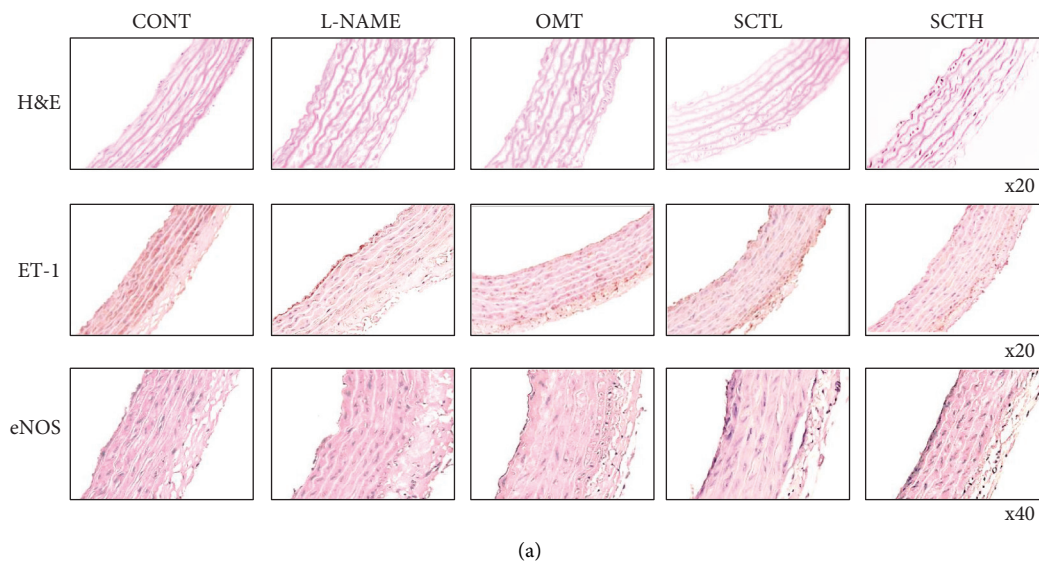 CONT L-NAME OMT SCTL SCTH
H&E
x20
ET-1
x20
eNOS
x40
(a)